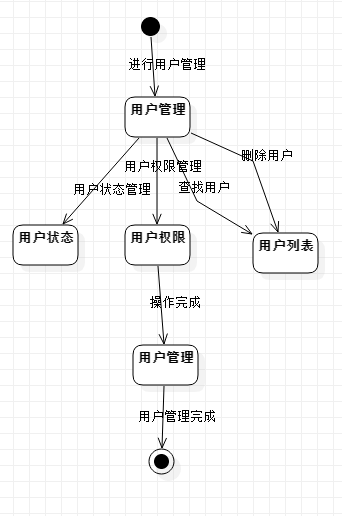 进行用户管理
用户管理
删除用户
用户权限管理
用户状态管理
查找用户
用户状态
用户权限
用户列表
操作完成
用户管理
用户管理完成